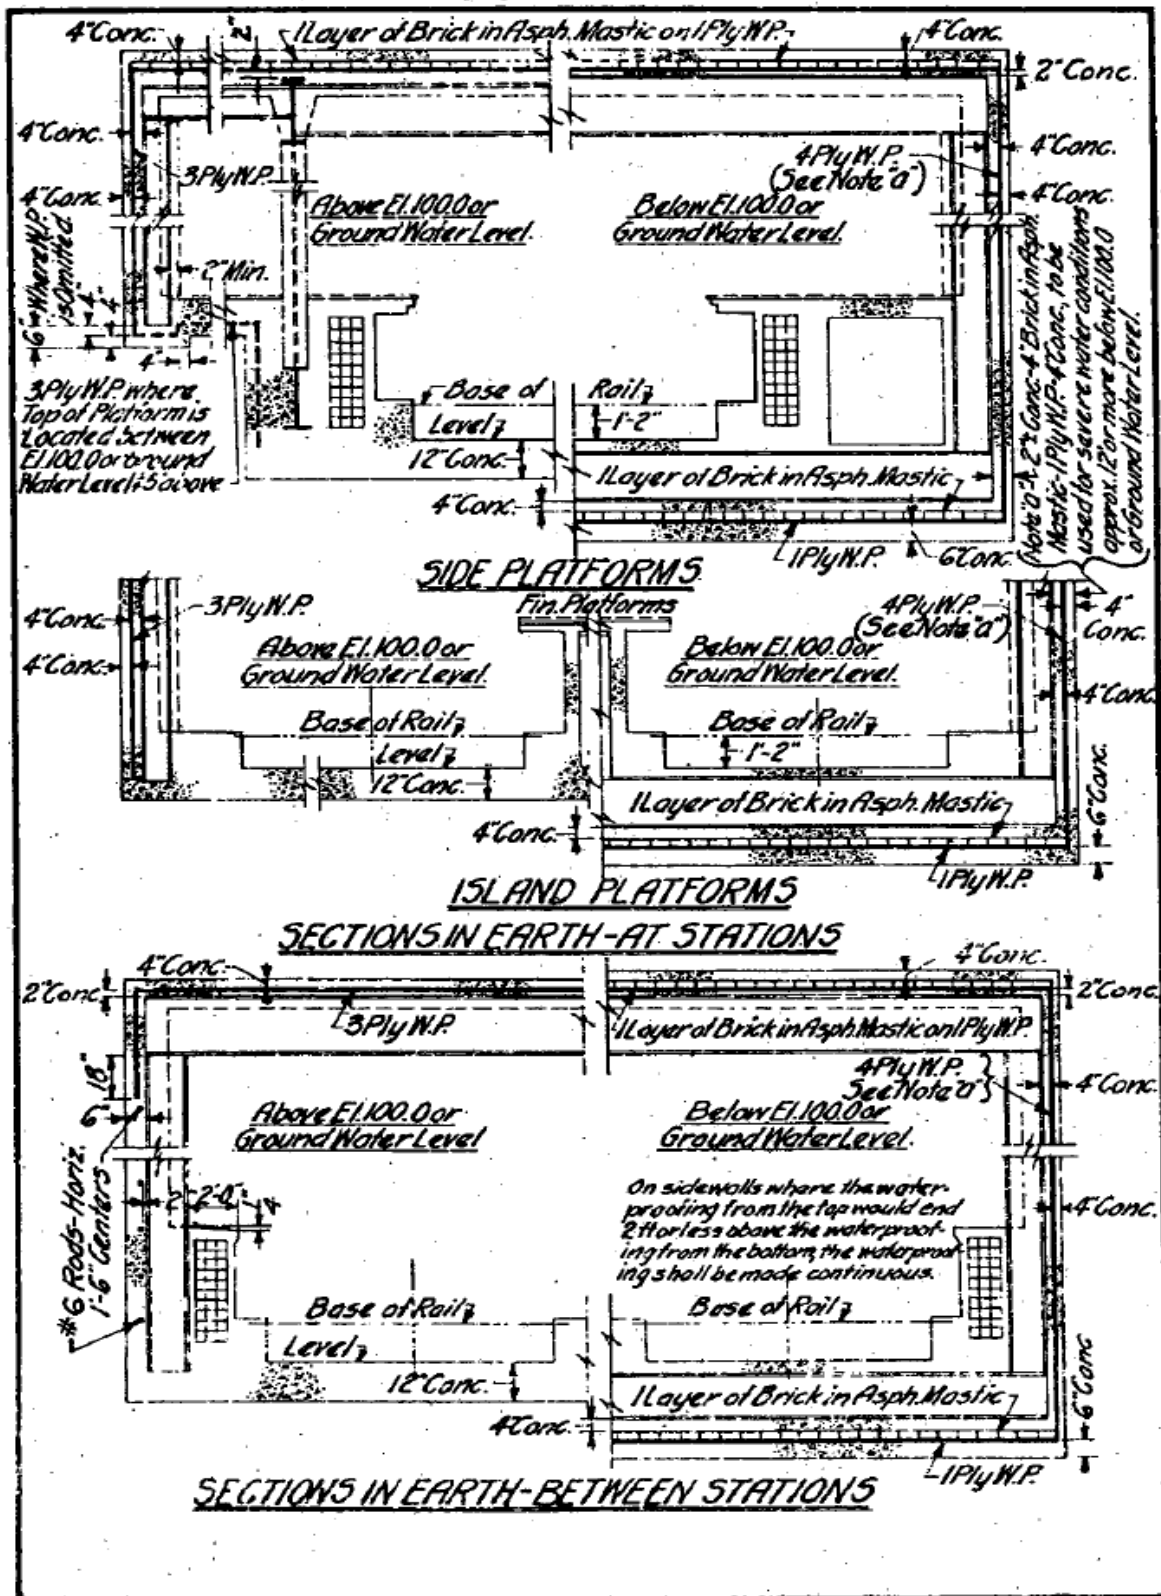 4"Conc.
2"
1 Layer of Brick in Asph. Mastic on 1 Ply W.P.
4"Conc.
2" Conc.
4"Conc.
3 Ply W.P.
4"Conc.
6" Where W.P.
is Omitted
4"
4"
2" Min.
4"
Above El.100.0 or
Ground Water Level.
Below El.100.0 or
Ground Water Level.
4 Ply W.P.
(See Note "a")
4"Conc.
4"Conc.
3 Ply W.P. where
Top of Platform is
Located between
El.100.0 or Ground
Water Level & 5' above
Base of Rail
Level
1'-2"
12" Conc.
1 Layer of Brick in Asph. Mastic
4"Conc.
1 Ply W.P.
6"Conc.
Note "a"- 2" Conc.-4" Brick in Asph.
Mastic-1 Ply W.P.-4" Conc., to be
used for severe water conditions
approx. 12' or more below El.100.0
or Ground Water Level.
SIDE PLATFORMS
4"Conc.
3 Ply W.P.
4"Conc.
Fin. Platforms
Above El.100.0 or
Ground Water Level.
Below El.100.0 or
Ground Water Level.
4 Ply W.P.
(See Note "a")
4"
Conc.
4"Conc.
Base of Rail
Level
12" Conc.
Base of Rail
1'-2"
1 Layer of Brick in Asph. Mastic
4"Conc.
6" Conc.
1 Ply W.P.
ISLAND PLATFORMS
SECTIONS IN EARTH-AT STATIONS
4"Conc.
2"Conc.
3 Ply W.P.
4"Conc.
2"Conc.
1 Layer of Brick in Asph. Mastic on 1 Ply W.P.
4 Ply W.P.
See Note "a"
4"Conc.
18"
6"
Above El.100.0 or
Ground Water Level
Below El.100.0 or
Ground Water Level.
#6 Rods-Horiz.
1'-6" Centers
2"
2'-0"
4"
On sidewalls where the water-
proofing from the top would end
2 ft or less above the waterproof-
ing from the bottom, the waterproof-
ing shall be made continuous.
4"Conc.
Base of Rail
Level
12" Conc.
Base of Rail
1 Layer of Brick in Asph. Mastic
4"Conc.
6" Conc
1 Ply W.P.
SECTIONS IN EARTH-BETWEEN STATIONS